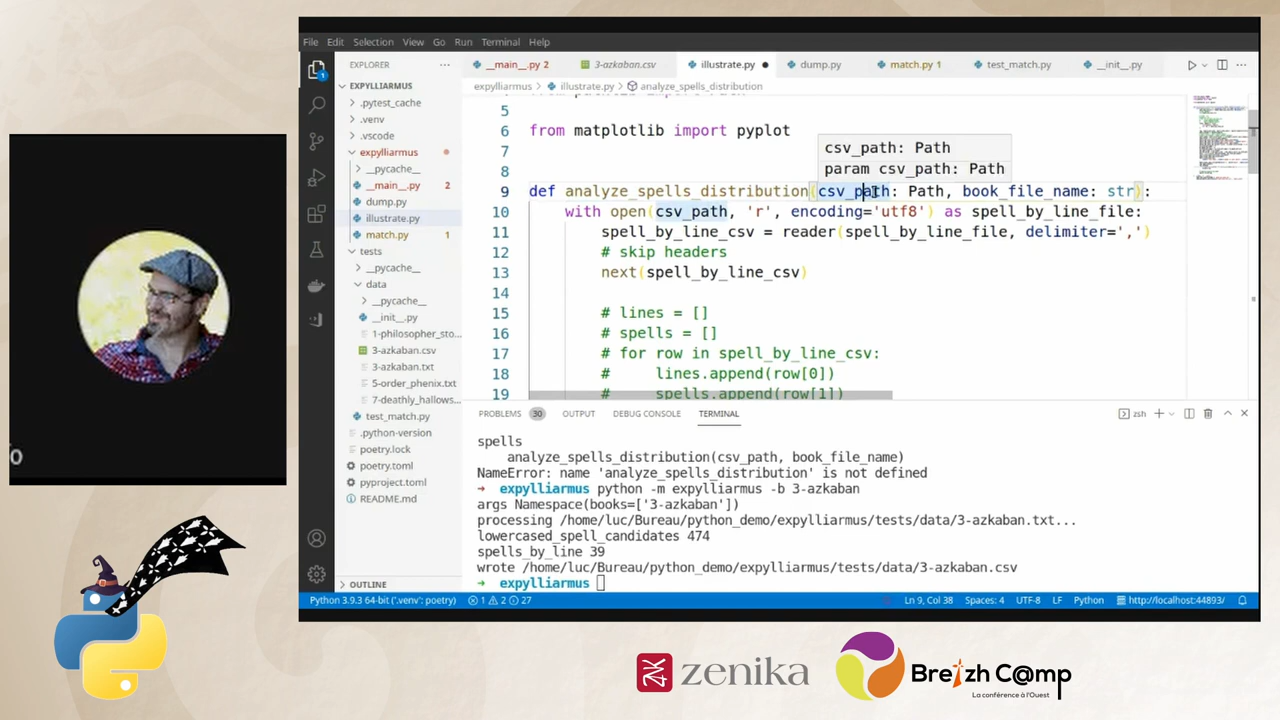 File Edit Selection View Go Run Terminal Help
EXPLORER
EXPYLLIARMUS
.pytest_cache
.venv
.vscode
expylliarmus
__pycache__
__main__.py 2
dump.py
illustrate.py
match.py 1
tests
__pycache__
data
__pycache__
__init__.py
1-philosopher_sto...
3-azkaban.csv
3-azkaban.txt
5-order_phenix.txt
7-deathly_hallows...
test_match.py
.python-version
poetry.lock
poetry.toml
pyproject.toml
README.md
OUTLINE
__main__.py 2 3-azkaban.csv illustrate.py dump.py match.py 1 test_match.py __init__.py
expylliarmus > illustrate.py > analyze_spells_distribution
5
6 from matplotlib import pyplot
7
8
csv_path: Path
param csv_path: Path
9 def analyze_spells_distribution(csv_path: Path, book_file_name: str):
10 with open(csv_path, 'r', encoding='utf8') as spell_by_line_file:
11 spell_by_line_csv = reader(spell_by_line_file, delimiter=',')
12 # skip headers
13 next(spell_by_line_csv)
14
15 # lines = []
16 # spells = []
17 # for row in spell_by_line_csv:
18 # lines.append(row[0])
19 # spells.append(row[1])
PROBLEMS 30 OUTPUT DEBUG CONSOLE TERMINAL zsh
spells
analyze_spells_distribution(csv_path, book_file_name)
NameError: name 'analyze_spells_distribution' is not defined
➜ expylliarmus python -m expylliarmus -b 3-azkaban
args Namespace(books=['3-azkaban'])
processing /home/luc/Bureau/python_demo/expylliarmus/tests/data/3-azkaban.txt...
lowercased_spell_candidates 474
spells_by_line 39
wrote /home/luc/Bureau/python_demo/expylliarmus/tests/data/3-azkaban.csv
➜ expylliarmus
Python 3.9.3 64-bit ('.venv': poetry) 1 2 27 Ln 9, Col 38 Spaces: 4 UTF-8 LF Python http://localhost:44893/
zenika
Breizh C@mp
La conférence à l'Ouest